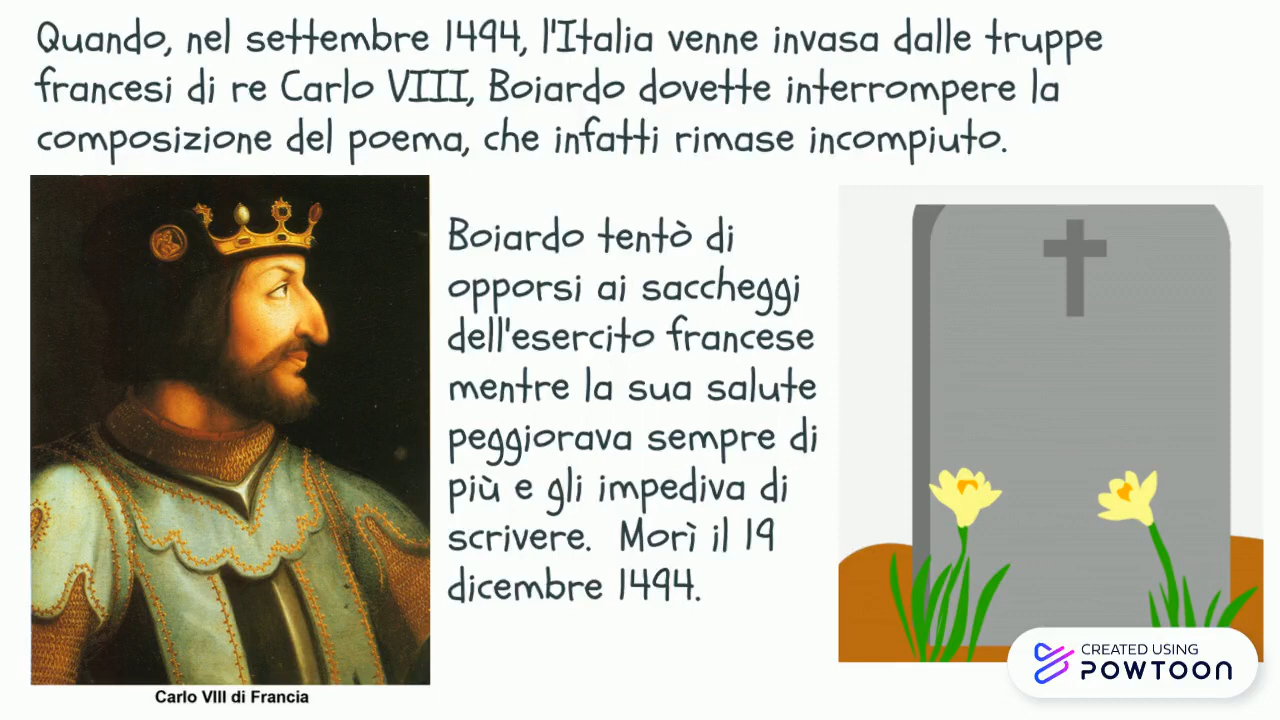 Quando, nel settembre 1494, l'Italia venne invasa dalle truppe
francesi di re Carlo VIII, Boiardo dovette interrompere la
composizione del poema, che infatti rimase incompiuto.
Boiardo tentò di
opporsi ai saccheggi
dell'esercito francese
mentre la sua salute
peggiorava sempre di
più e gli impediva di
scrivere.  Morì il 19
dicembre 1494.
Carlo VIII di Francia
CREATED USING
POWTOON